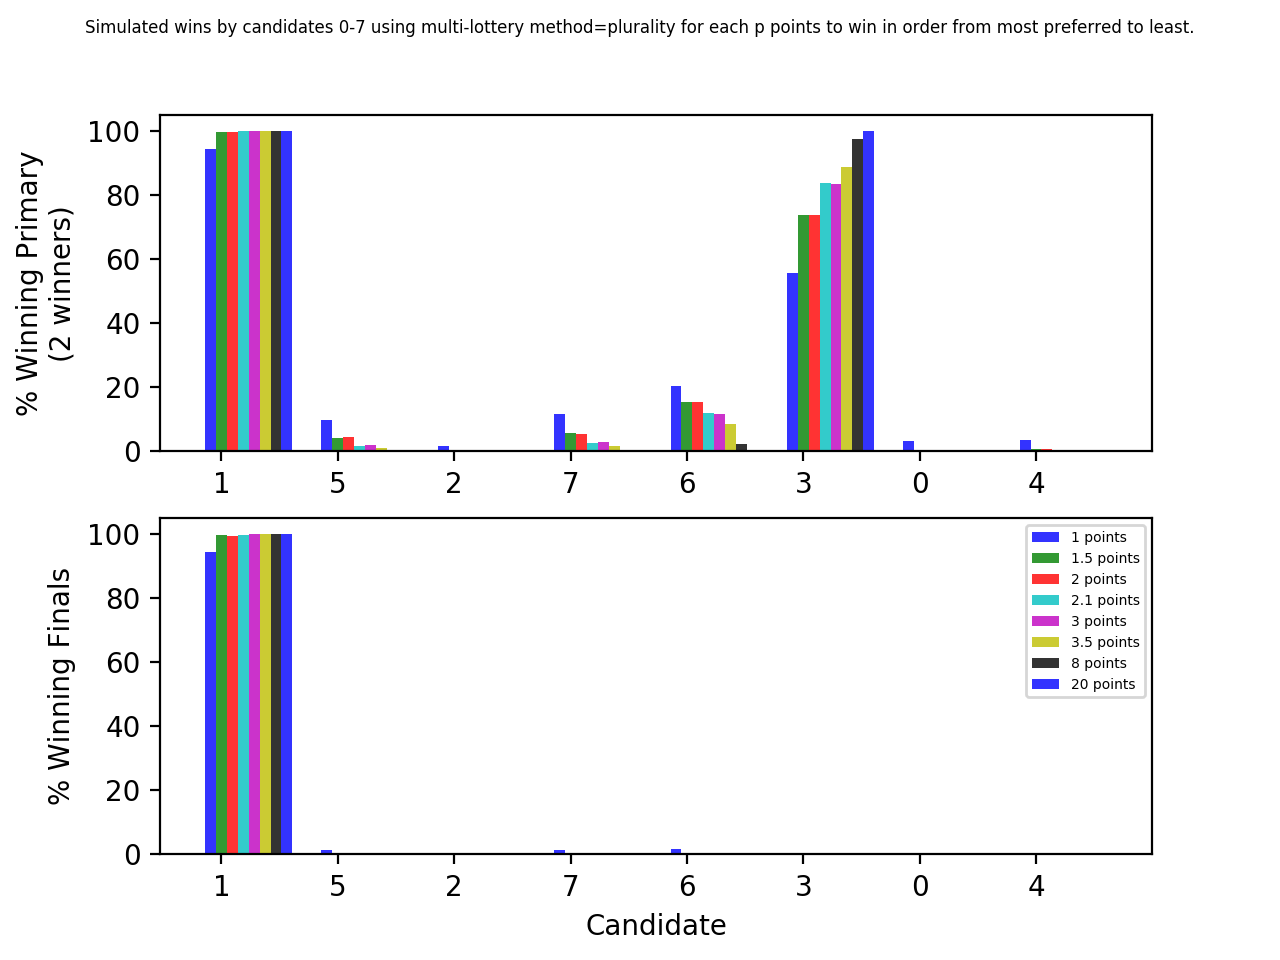 Simulated wins by candidates 0-7 using multi-lottery method=plurality for each p points to win in order from most preferred to least.
% Winning Primary
(2 winners)
100
80
60
40
20
0
1 5 2 7 6 3 0 4
% Winning Finals
100
80
60
40
20
0
1 points
1.5 points
2 points
2.1 points
3 points
3.5 points
8 points
20 points
1 5 2 7 6 3 0 4
Candidate